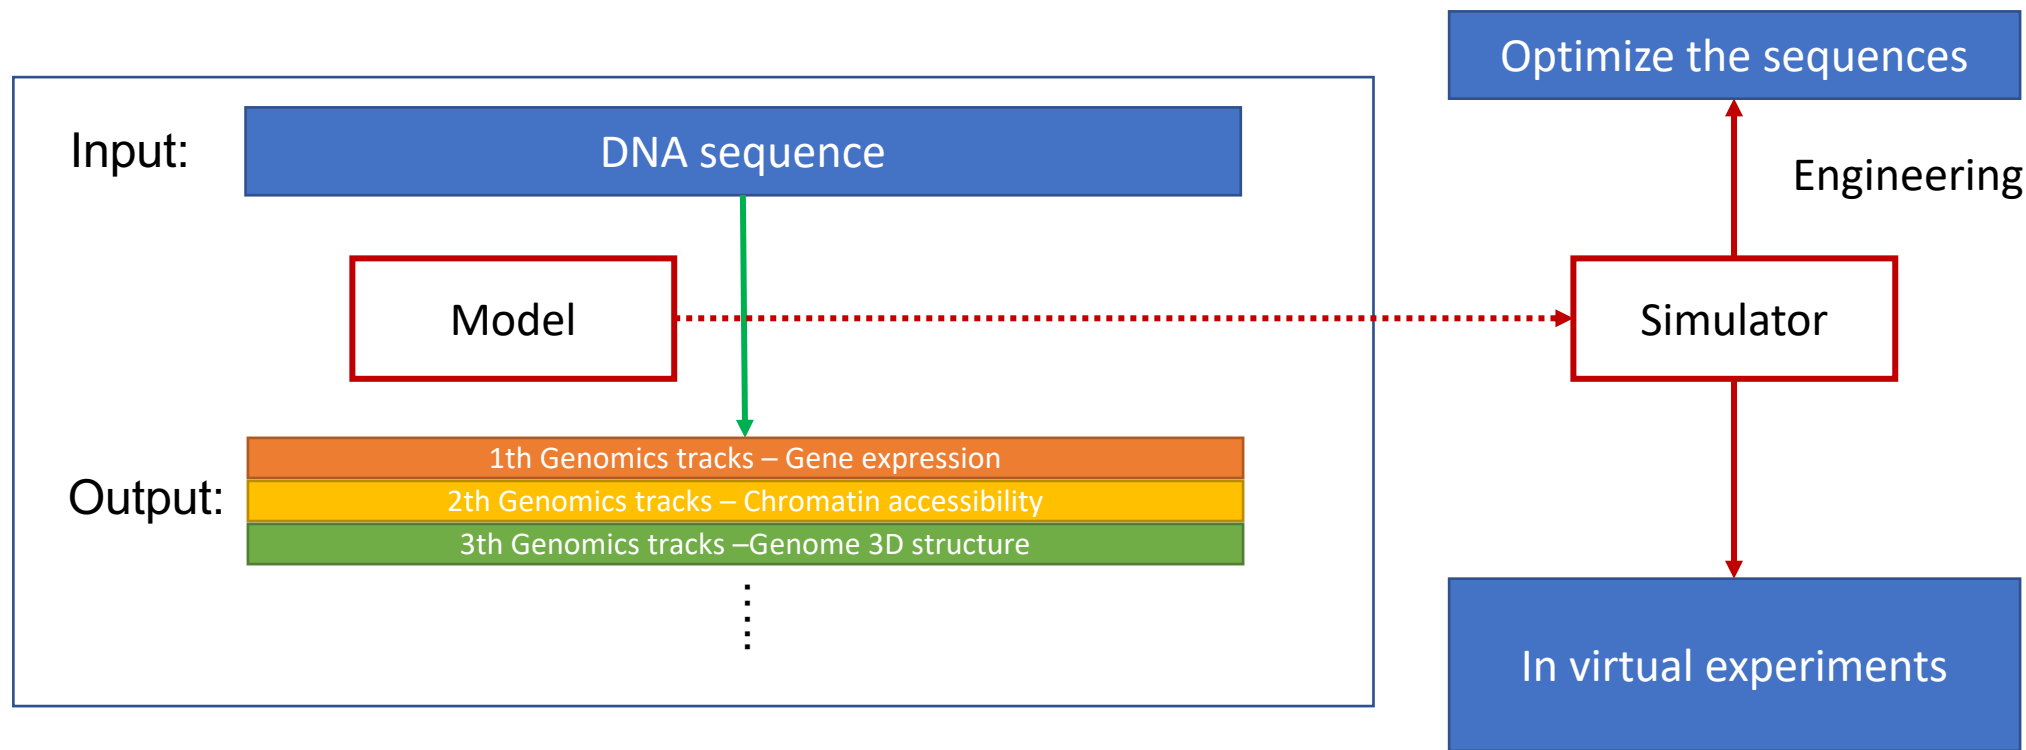 Optimize the sequences
Input:
DNA sequence
Engineering
Model
Simulator
Output:
1th Genomics tracks – Gene expression
2th Genomics tracks – Chromatin accessibility
3th Genomics tracks –Genome 3D structure
......
In virtual experiments